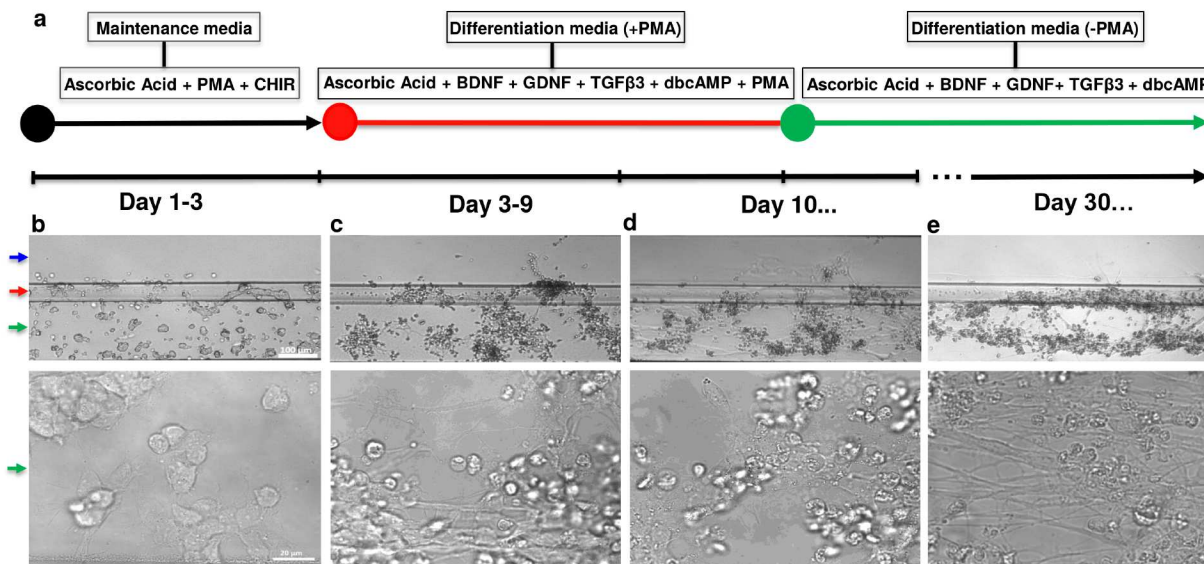 a
Maintenance media
Differentiation media (+PMA)
Differentiation media (-PMA)
Ascorbic Acid + PMA + CHIR
Ascorbic Acid + BDNF + GDNF + TGFβ3 + dbcAMP + PMA
Ascorbic Acid + BDNF + GDNF+ TGFβ3 + dbcAMP
Day 1-3
Day 3-9
Day 10...
Day 30...
b
c
d
e
100 µm
20 µm